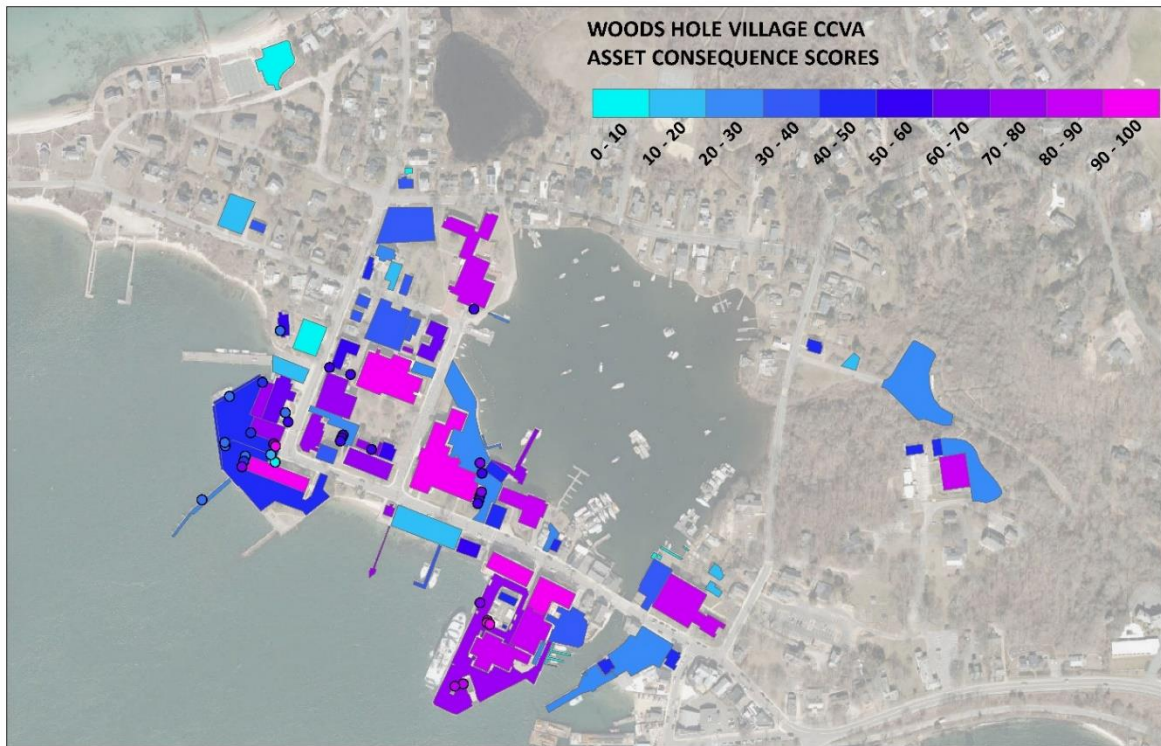 WOODS HOLE VILLAGE CCVA
ASSET CONSEQUENCE SCORES
0 - 10
10 - 20
20 - 30
30 - 40
40 - 50
50 - 60
60 - 70
70 - 80
80 - 90
90 - 100